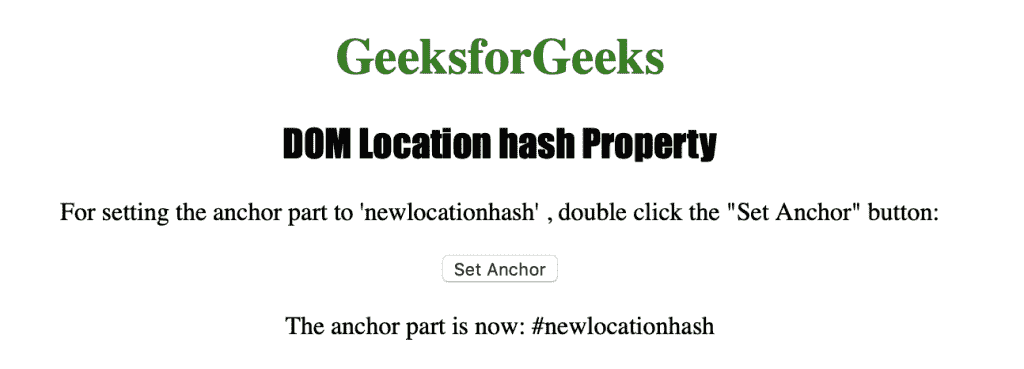 GeeksforGeeks
DOM Location hash Property
For setting the anchor part to 'newlocationhash' , double click the "Set Anchor" button:
Set Anchor
The anchor part is now: #newlocationhash